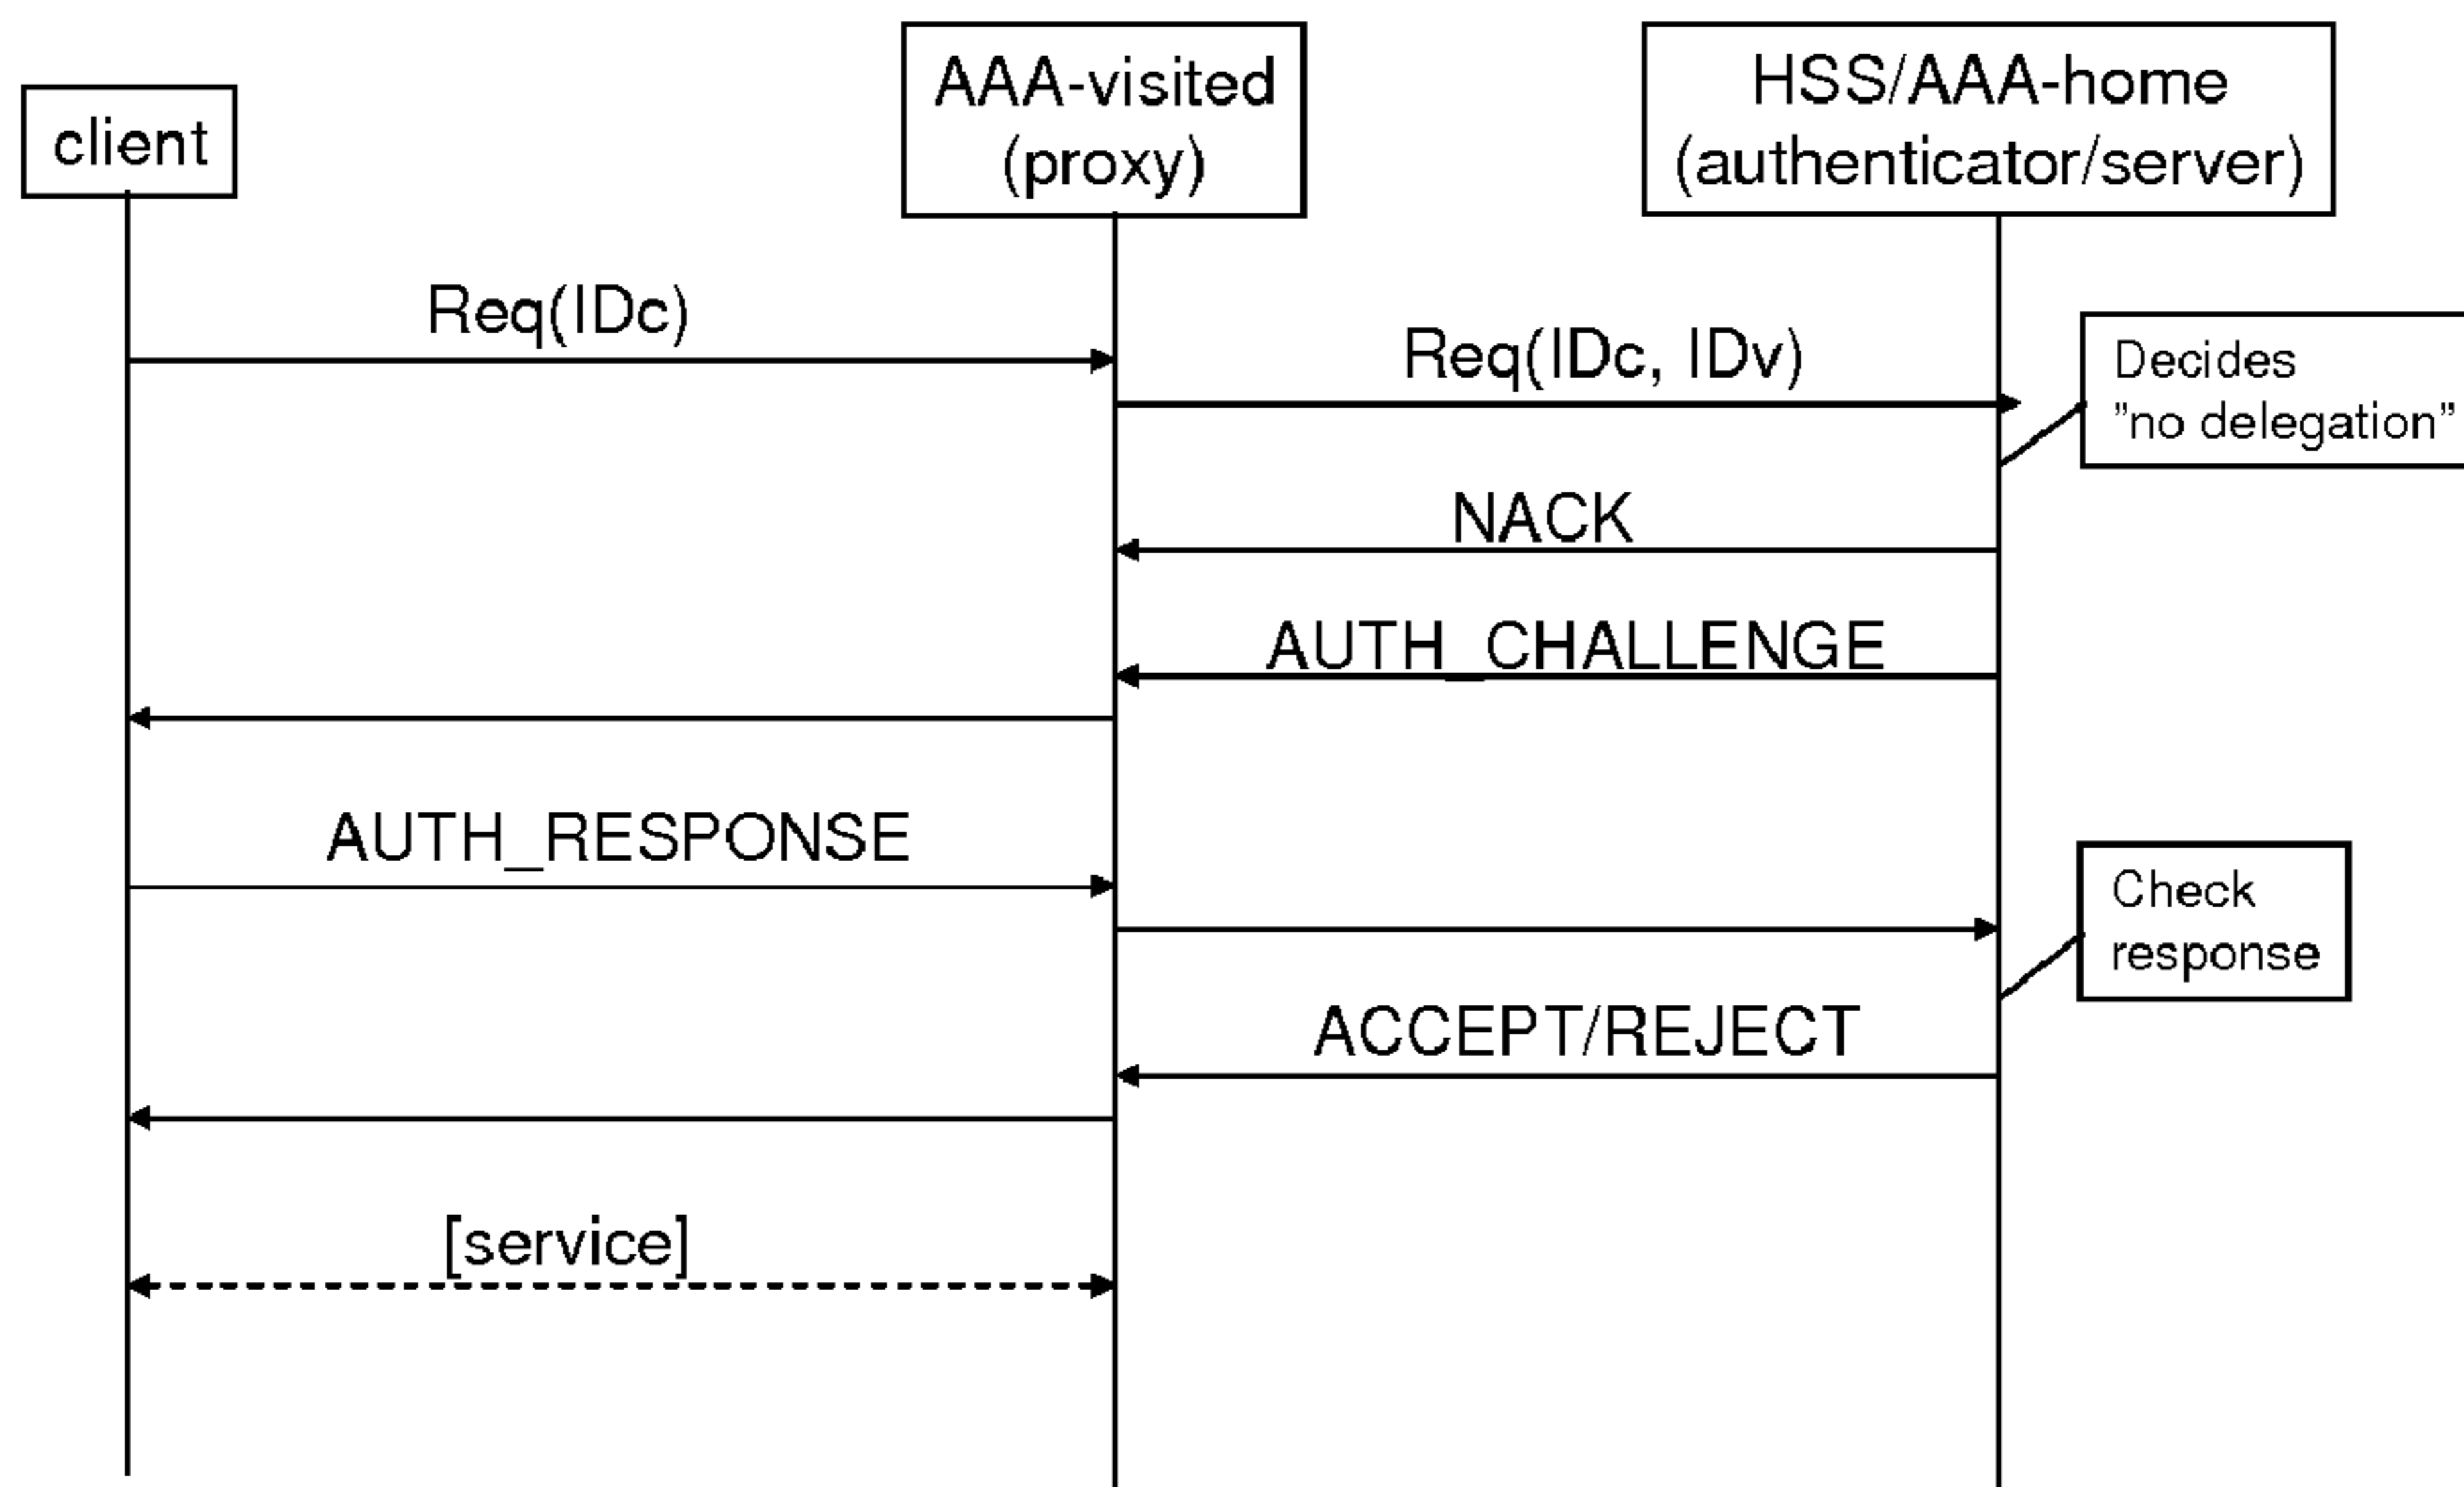 client
AAA-visited
(proxy)
HSS/AAA-home
(authenticator/server)
Req(IDc)
Req(IDc, IDv)
Decides
"no delegation"
NACK
AUTH_CHALLENGE
AUTH_RESPONSE
Check
response
ACCEPT/REJECT
[service]